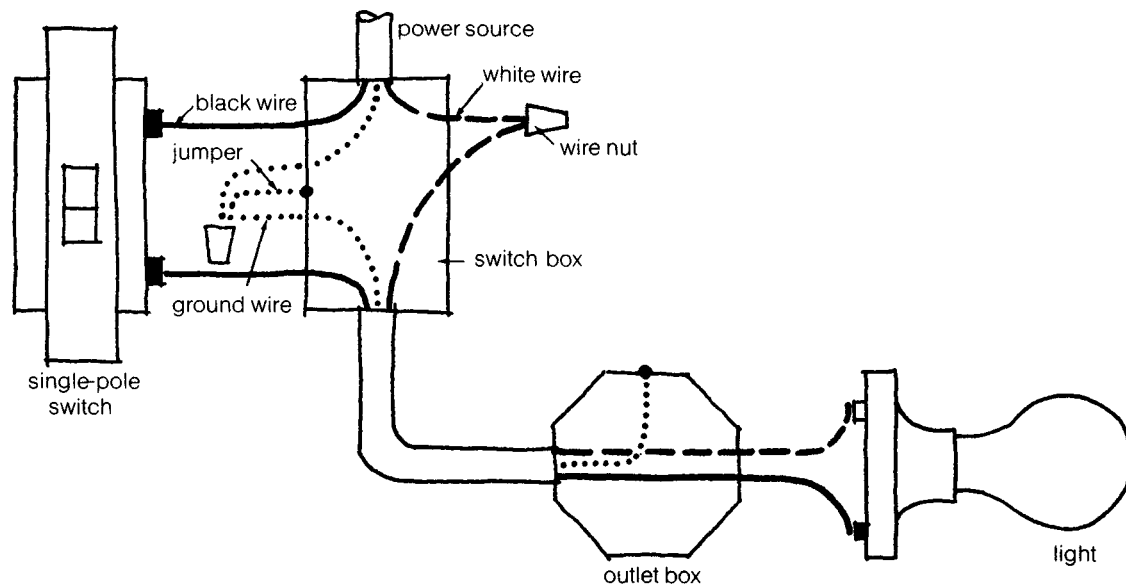 power source
white wire
black wire
wire nut
jumper
switch box
ground wire
single-pole
switch
outlet box
light